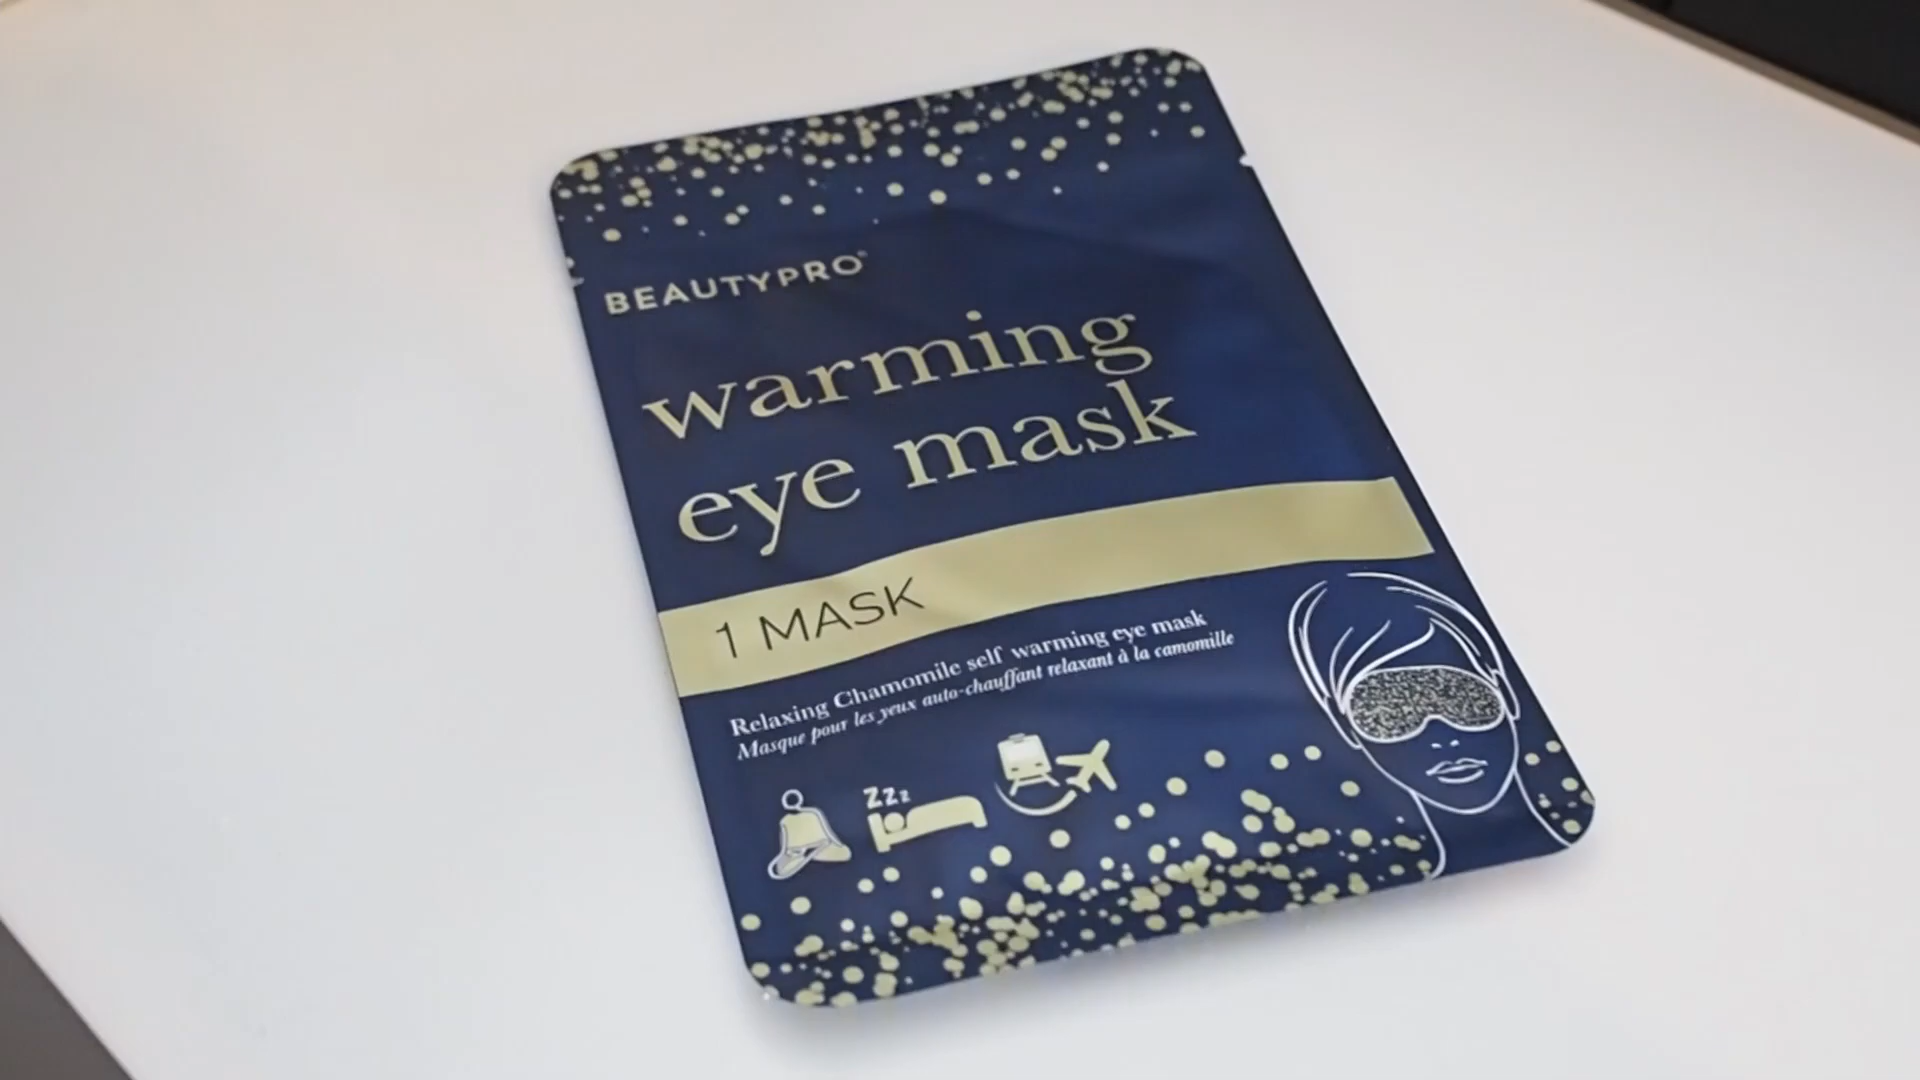 BEAUTYPRO®
warming
eye mask
1 MASK
Relaxing Chamomile self warming eye mask
Masque pour les yeux auto-chauffant relaxant à la camomille
ZZz